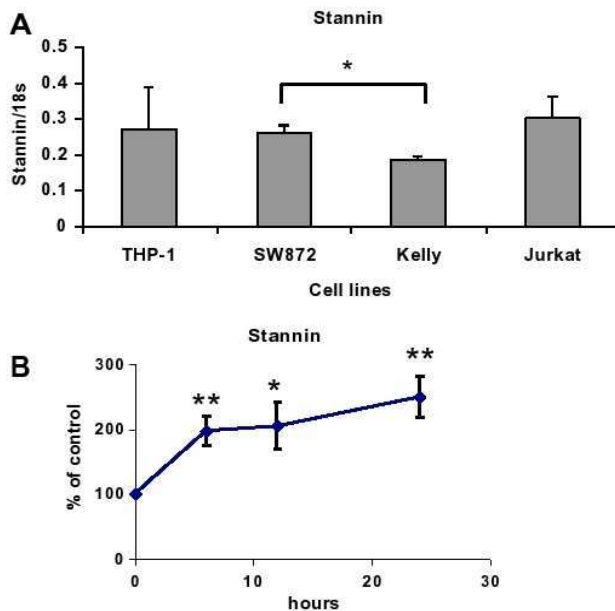 A
Stannin
0.5
0.4
0.3
0.2
0.1
0
Stannin/18s
*
THP-1 SW872 Kelly Jurkat
Cell lines
B
Stannin
300
200
100
0
% of control
** * **
0 10 20 30
hours